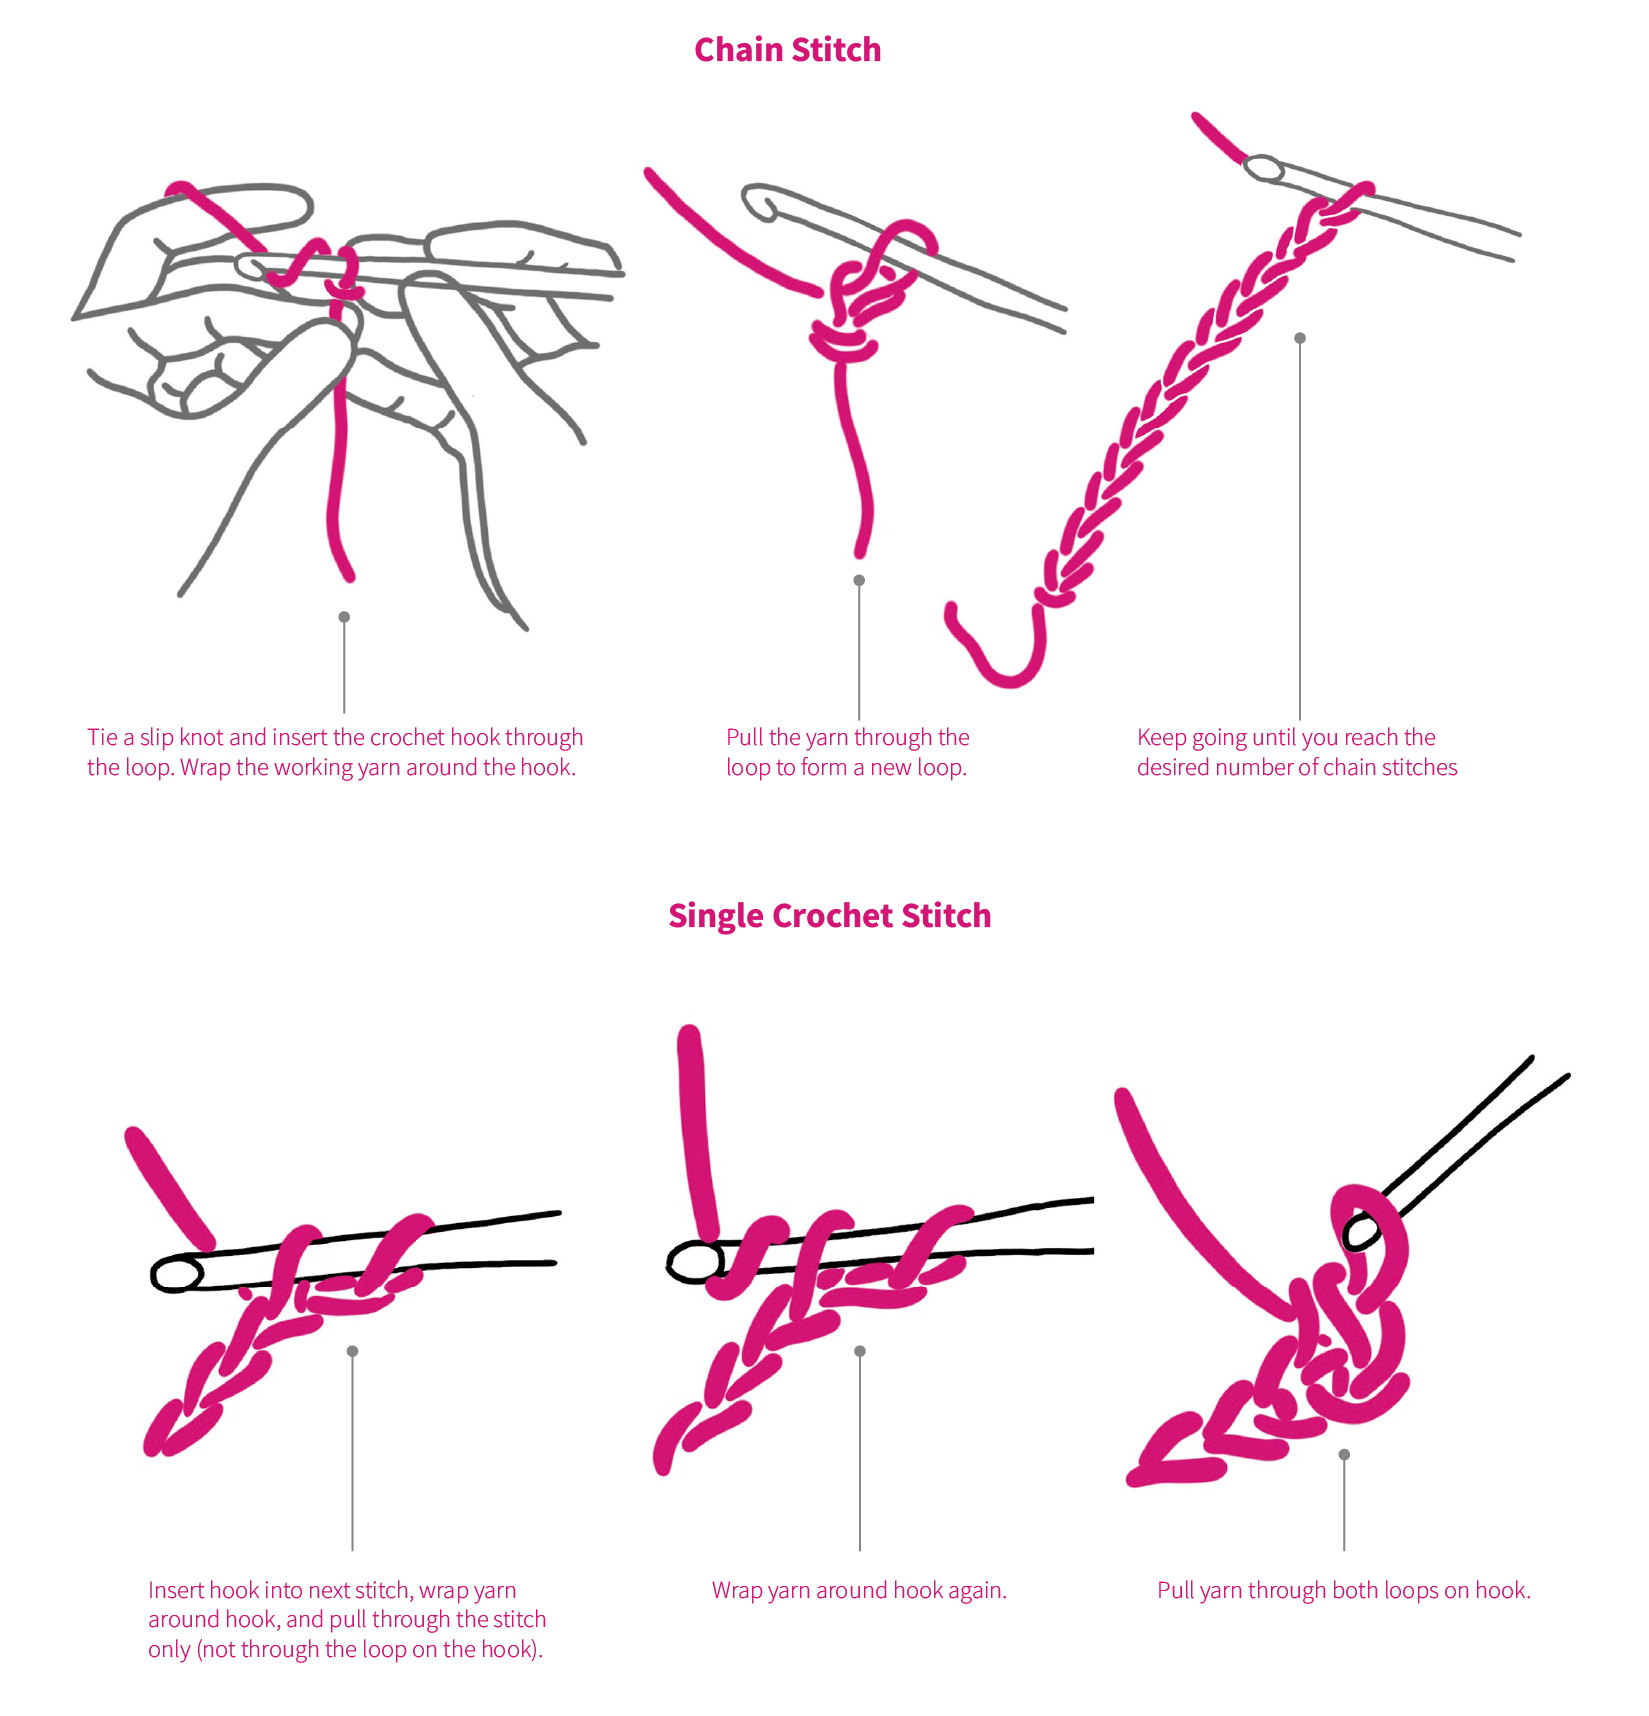 Chain Stitch
Tie a slip knot and insert the crochet hook through
the loop. Wrap the working yarn around the hook.
Pull the yarn through the
loop to form a new loop.
Keep going until you reach the
desired number of chain stitches
Single Crochet Stitch
Insert hook into next stitch, wrap yarn
around hook, and pull through the stitch
only (not through the loop on the hook).
Wrap yarn around hook again.
Pull yarn through both loops on hook.